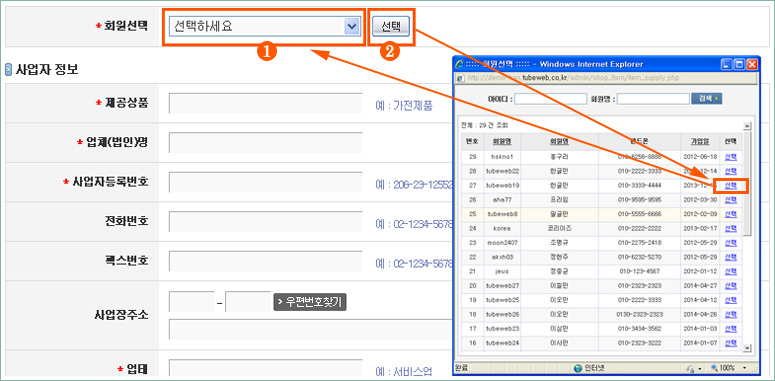 * 회원선택 선택하세요 선택
1 2
사업자 정보
* 제공상품 예 : 가전제품
* 업체(법인)명
* 사업자등록번호 예 : 206-23-12552
전화번호 예 : 02-1234-5678
팩스번호 예 : 02-1234-5678
사업장주소 - > 우편번호찾기
* 업태 예 : 서비스업
::::: 회원선택 ::::: - Windows Internet Explorer
tubeweb,co,kr/admin/shop_item/item_supply,php
아이디 : 회원명 : 검색 >
전체 : 29 건 조회
번호 회원명 회원명 핸드폰 가입일 선택
29 hskno1 홍구리 010-6258-8888 2012-06-18 선택
28 tubeweb22 한글만 010-2222-3333 선택
27 tubeweb19 한글만 010-3333-4444 선택
26 aha77 프라임 010-9595-9595 2012-03-30 선택
25 tubeweb8 팔글만 010-5555-6666 2012-02-09 선택
24 korea 코리아즈 010-2222-2222 2013-02-17 선택
23 moon2407 조명규 010-2275-2418 2012-05-29 선택
22 akxh03 정현주 010-6232-5270 2012-05-29 선택
21 jeus 정종균 010-123-4567 2012-01-12 선택
20 tubeweb27 이일만 010-2323-2323 2014-04-27 선택
19 tubeweb25 이오만 010-2222-3333 2014-04-12 선택
18 tubeweb26 이오만 0130-2323-2323 2014-04-26 선택
17 tubeweb23 이삼만 010-3434-3562 2014-01-03 선택
16 tubeweb24 이사만 010-2323-3222 2014-01-07 선택
완료 인터넷 100%